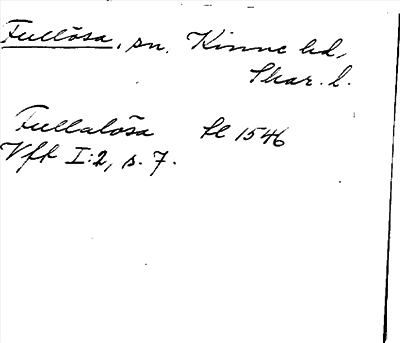 Fullösa, sn. Kinne hd,
Skar. l.
Fullalösa Sl 1546
Vfl I:2, s. 7.